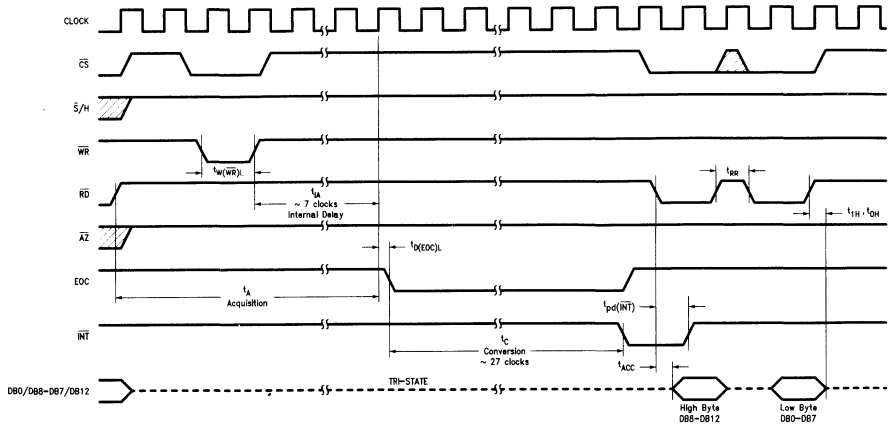 CLOCK
CS
S/H
WR
tW(WR)L
tRR
RD
tIA
~ 7 clocks
Internal Delay
t1H, t0H
AZ
tD(EOC)L
EOC
tA
Acquisition
tpd(INT)
INT
tC
Conversion
~ 27 clocks
tACC
DB0/DB8-DB7/DB12
TRI-STATE
High Byte
DB8-DB12
Low Byte
DB0-DB7